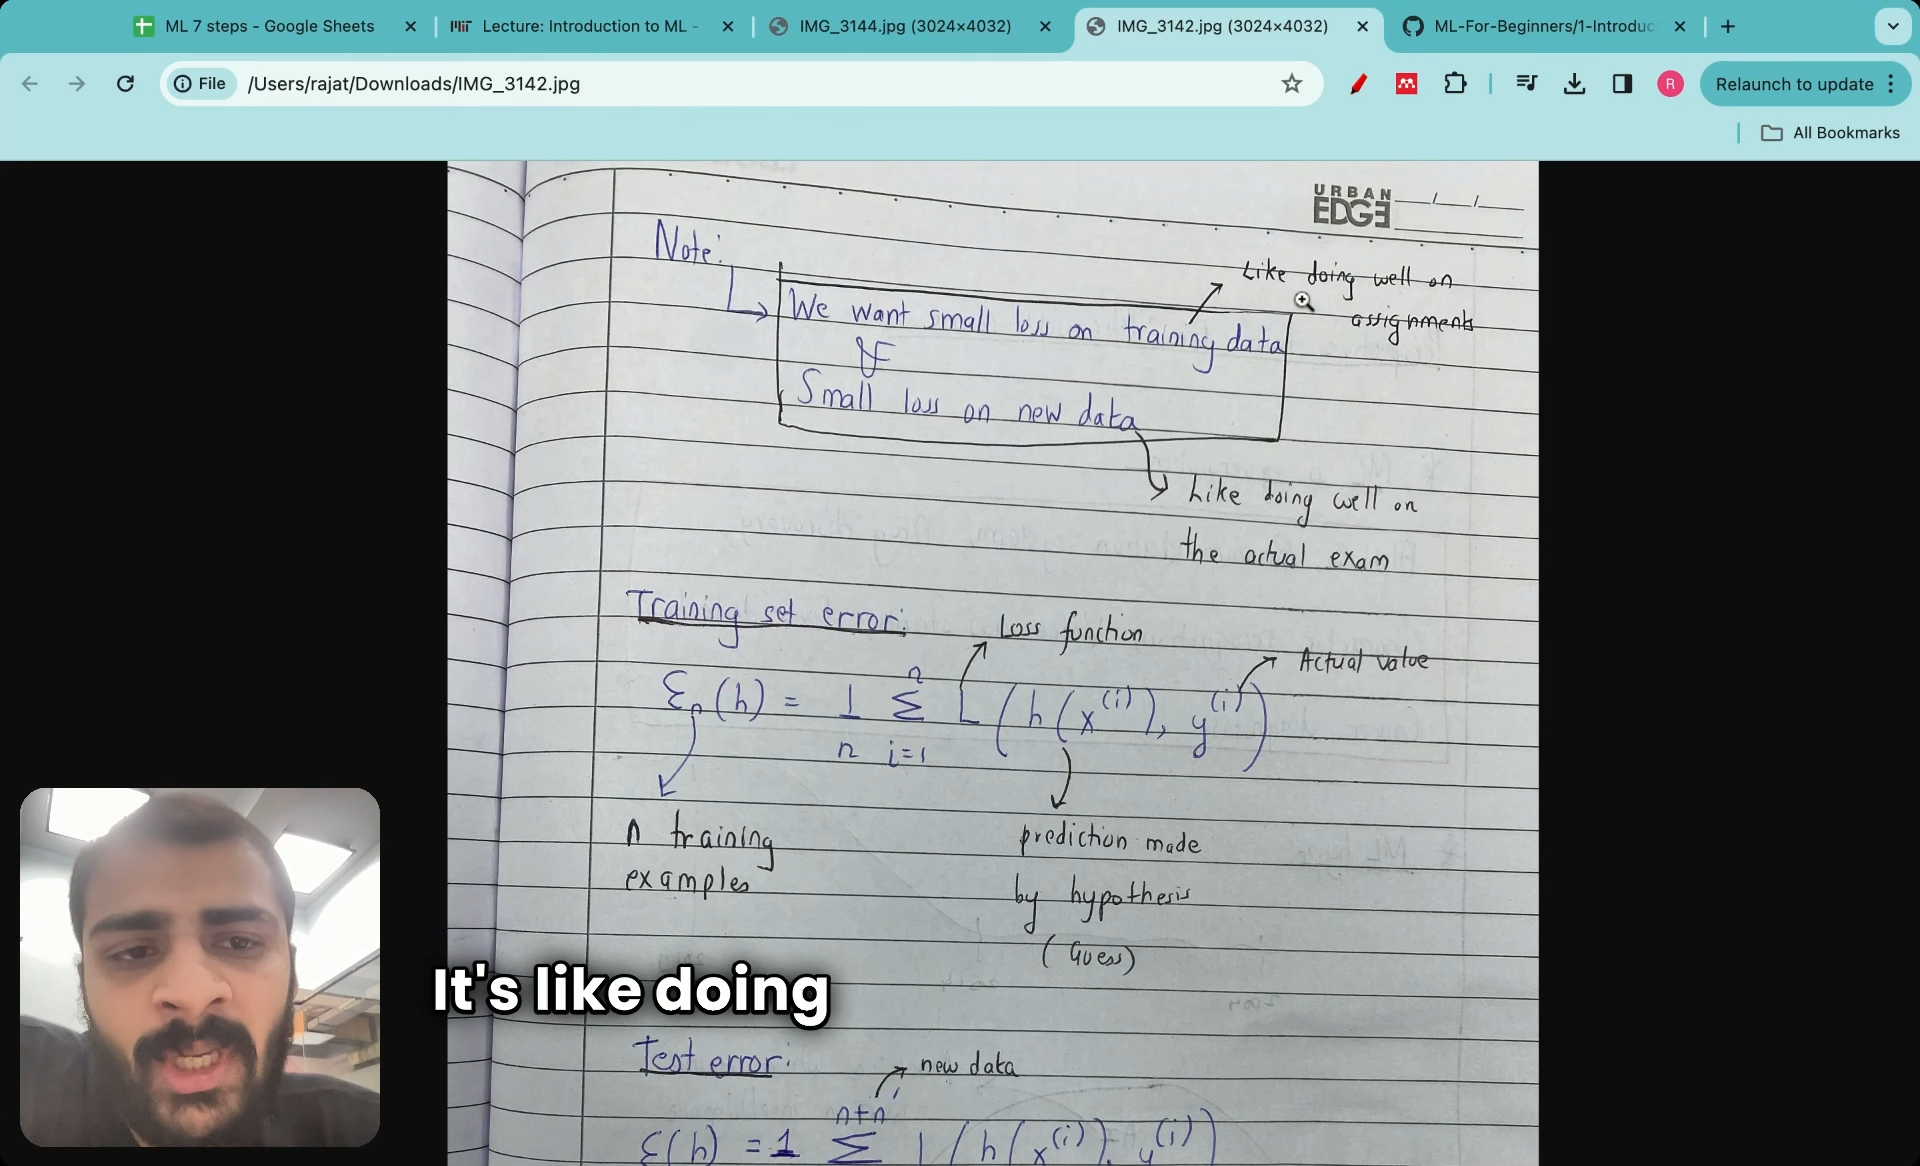 ML 7 steps - Google Sheets
Lecture: Introduction to ML -
IMG_3144.jpg (3024×4032)
IMG_3142.jpg (3024×4032)
ML-For-Beginners/1-Introduc
File
/Users/rajat/Downloads/IMG_3142.jpg
R
Relaunch to update
All Bookmarks
URBAN
EDGE
Note:
Like doing well on
assignments
We want small loss on training data
&
Small loss on new data
Like doing well on
the actual exam
Training set error:
Loss function
Actual value
Ɛn(h) = 1/n Σ i=1 n L(h(x(i)), y(i))
n training
examples
prediction made
by hypothesis
(Guess)
It's like doing
Test error:
new data
n+n'
Ɛ(h) = 1 Σ L(h(x(i)), y(i))